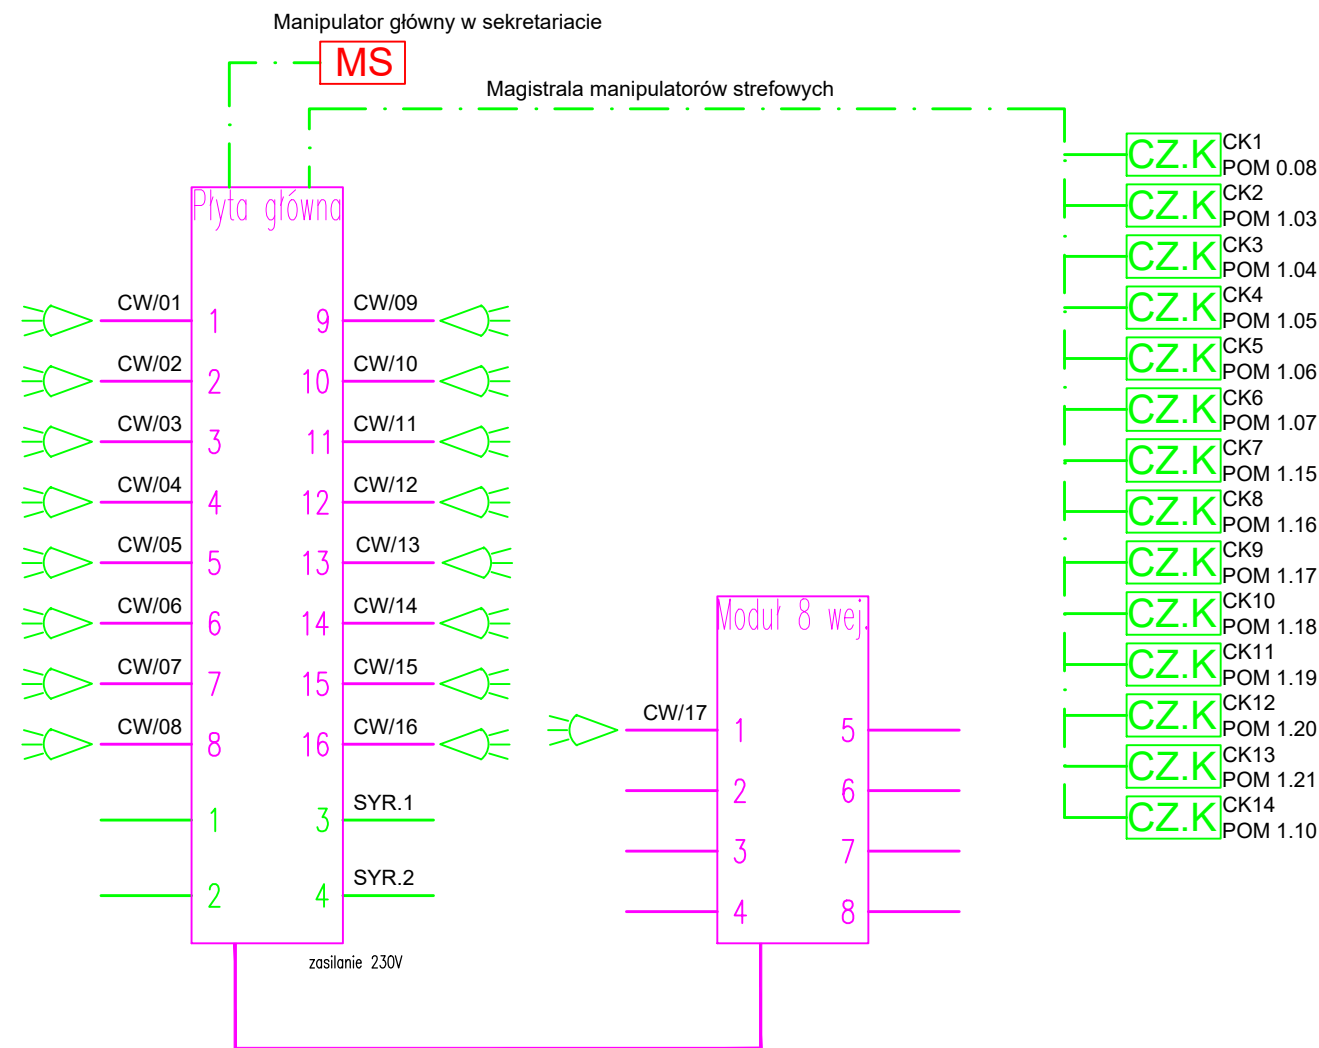 Manipulator główny w sekretariacie
MS
Magistrala manipulatorów strefowych
Płyta główna
CW/01 1 9 CW/09
CW/02 2 10 CW/10
CW/03 3 11 CW/11
CW/04 4 12 CW/12
CW/05 5 13 CW/13
CW/06 6 14 CW/14
CW/07 7 15 CW/15
CW/08 8 16 CW/16
1 3 SYR.1
2 4 SYR.2
zasilanie 230V
Moduł 8 wej.
CW/17 1 5
2 6
3 7
4 8
CZ.K CK1
POM 0.08
CZ.K CK2
POM 1.03
CZ.K CK3
POM 1.04
CZ.K CK4
POM 1.05
CZ.K CK5
POM 1.06
CZ.K CK6
POM 1.07
CZ.K CK7
POM 1.15
CZ.K CK8
POM 1.16
CZ.K CK9
POM 1.17
CZ.K CK10
POM 1.18
CZ.K CK11
POM 1.19
CZ.K CK12
POM 1.20
CZ.K CK13
POM 1.21
CZ.K CK14
POM 1.10